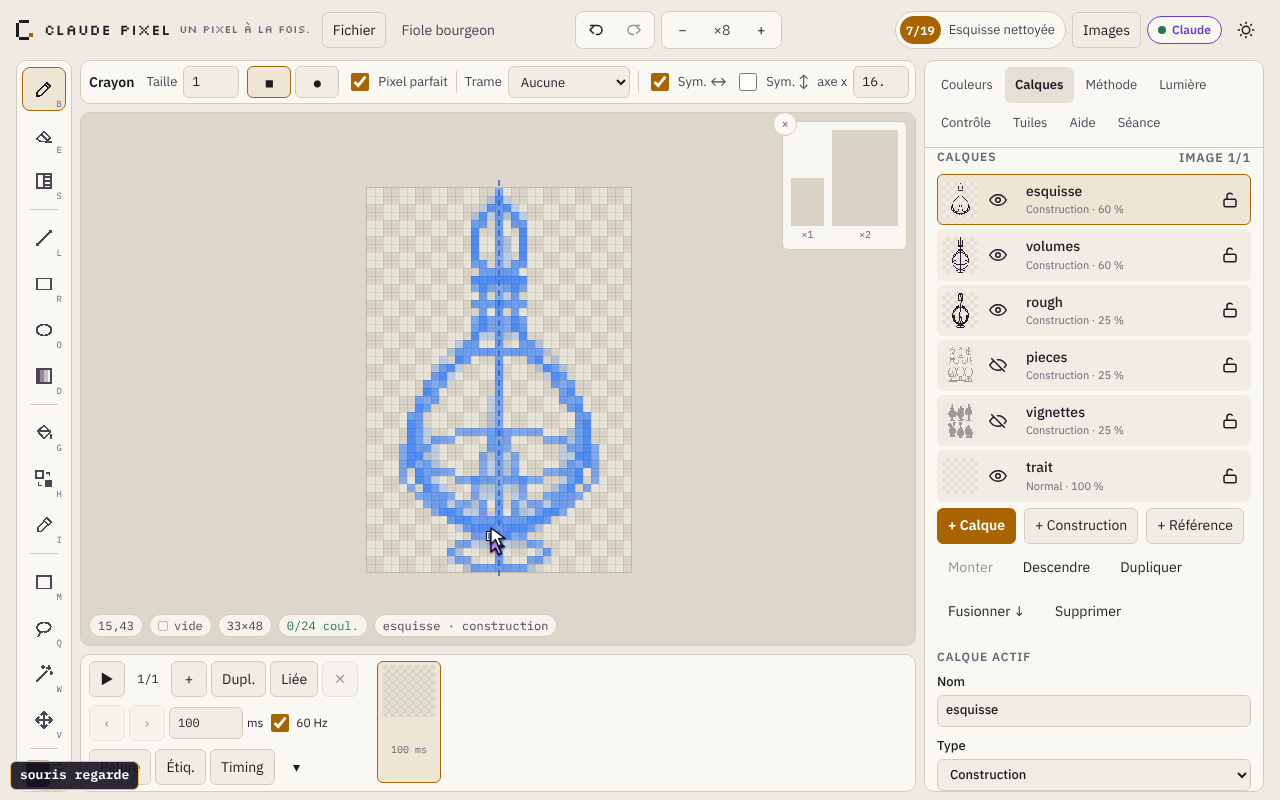 CLAUDE PIXEL UN PIXEL À LA FOIS. Fichier Fiole bourgeon − ×8 + 7/19 Esquisse nettoyée Images Claude
Crayon Taille 1 Pixel parfait Trame Aucune Sym. ↔ Sym. ↕ axe x 16.
B
E
S
L
R
O
D
G
H
I
M
Q
W
V
×
×1 ×2
15,43 vide 33×48 0/24 coul. esquisse · construction
1/1 + Dupl. Liée ×
‹ › 100 ms 60 Hz
Étiq. Timing ▼
100 ms
souris regarde
Couleurs Calques Méthode Lumière
Contrôle Tuiles Aide Séance
CALQUES IMAGE 1/1
esquisse
Construction · 60 %
volumes
Construction · 60 %
rough
Construction · 25 %
pieces
Construction · 25 %
vignettes
Construction · 25 %
trait
Normal · 100 %
+ Calque + Construction + Référence
Monter Descendre Dupliquer
Fusionner ↓ Supprimer
CALQUE ACTIF
Nom
esquisse
Type
Construction